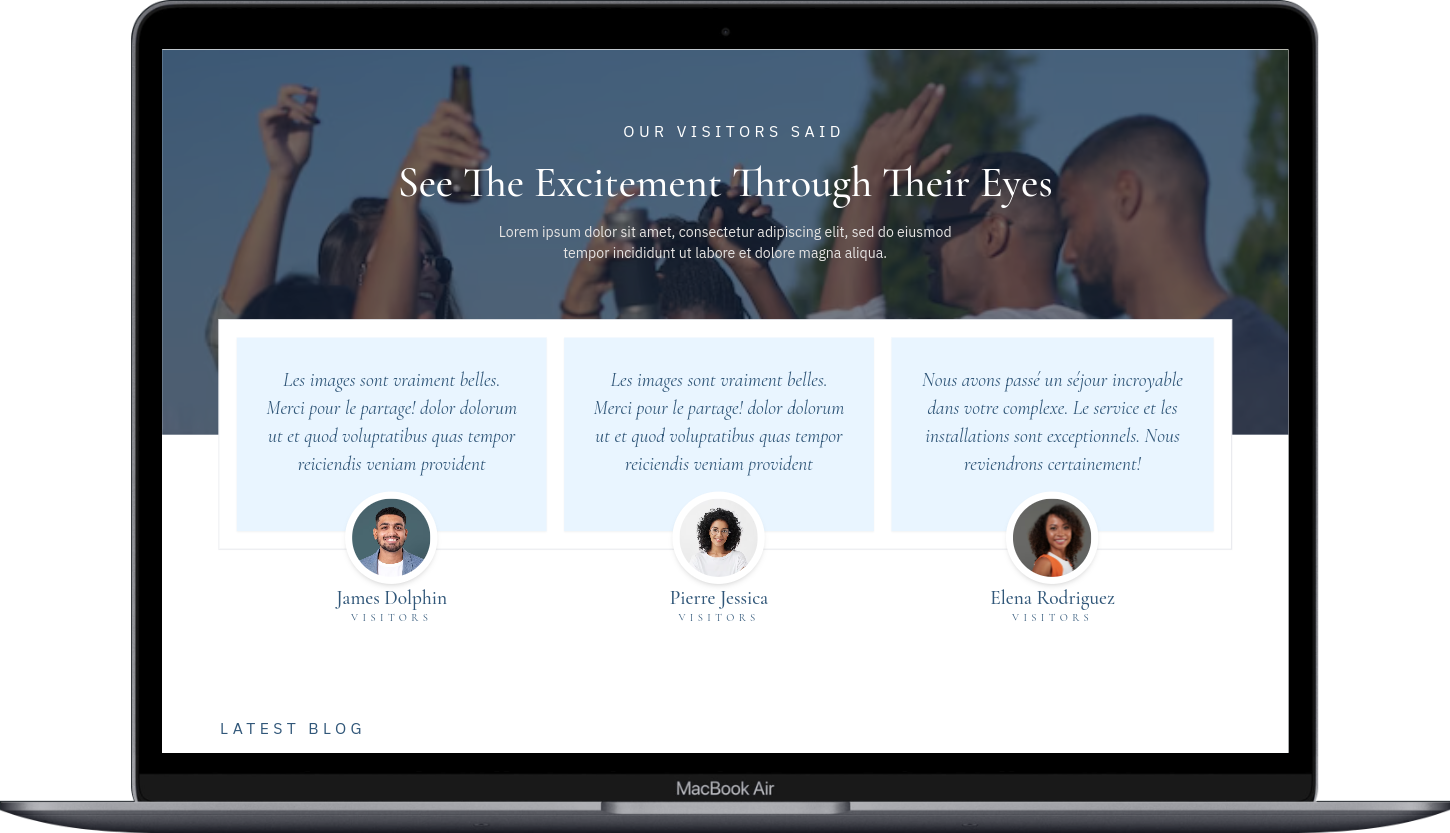 OUR VISITORS SAID
See The Excitement Through Their Eyes
Lorem ipsum dolor sit amet, consectetur adipiscing elit, sed do eiusmod
tempor incididunt ut labore et dolore magna aliqua.
Les images sont vraiment belles.
Merci pour le partage! dolor dolorum
ut et quod voluptatibus quas tempor
reiciendis veniam provident
James Dolphin
VISITORS
Les images sont vraiment belles.
Merci pour le partage! dolor dolorum
ut et quod voluptatibus quas tempor
reiciendis veniam provident
Pierre Jessica
VISITORS
Nous avons passé un séjour incroyable
dans votre complexe. Le service et les
installations sont exceptionnels. Nous
reviendrons certainement!
Elena Rodriguez
VISITORS
LATEST BLOG
MacBook Air